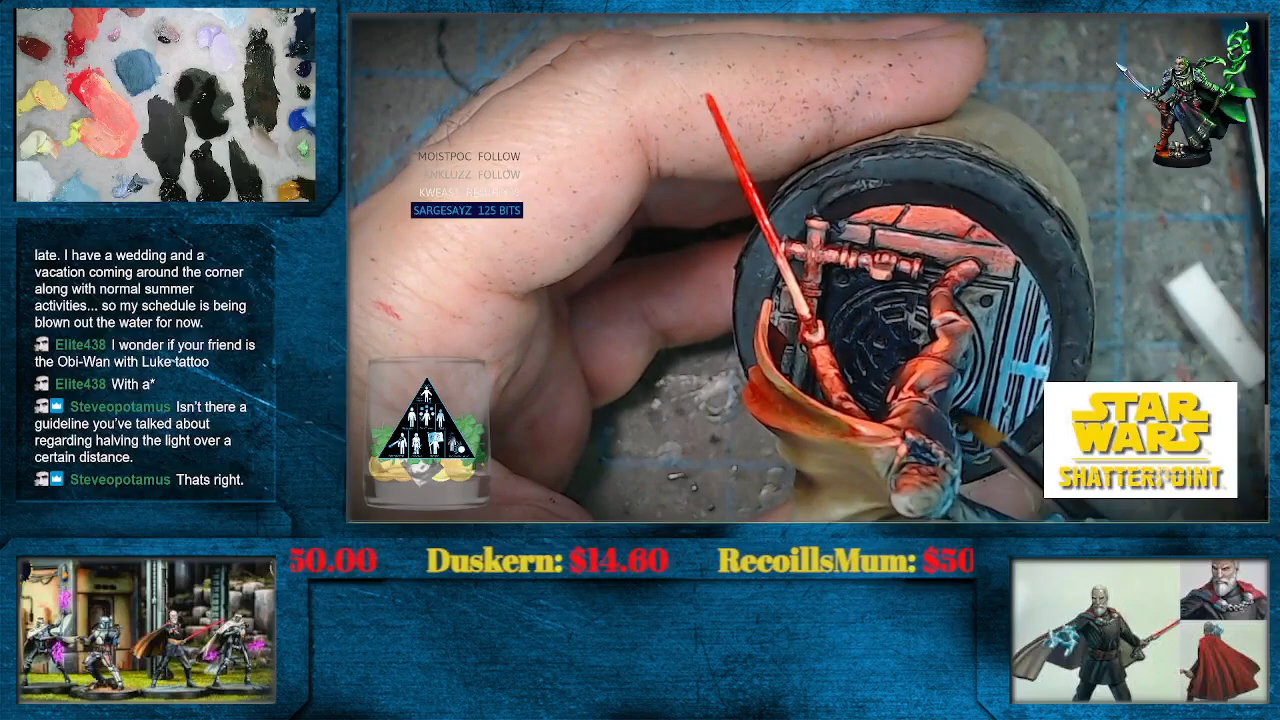 late. I have a wedding and a
vacation coming around the corner
along with normal summer
activities... so my schedule is being
blown out the water for now.
Elite438 I wonder if your friend is
the Obi-Wan with Luke tattoo
Elite438 With a*
Steveopotamus Isn't there a
guideline you've talked about
regarding halving the light over a
certain distance.
Steveopotamus Thats right.
MOISTPOC FOLLOW
NKLUZZ FOLLOW
SARGESAYZ 125 BITS
STAR
WARS
SHATTERPOINT
50.00 Duskern: $14.60 RecoillsMum: $50